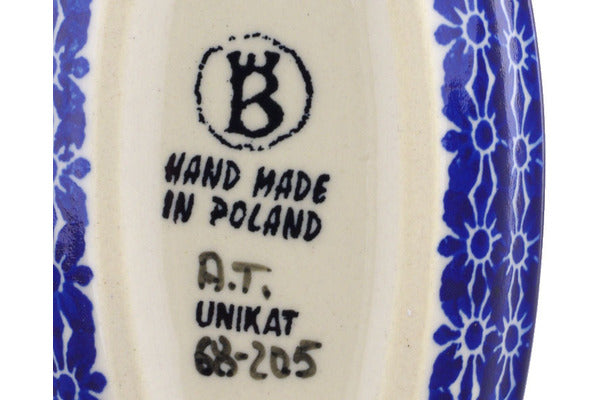 B
HAND MADE
IN POLAND
A.T.
UNIKAT
68-205